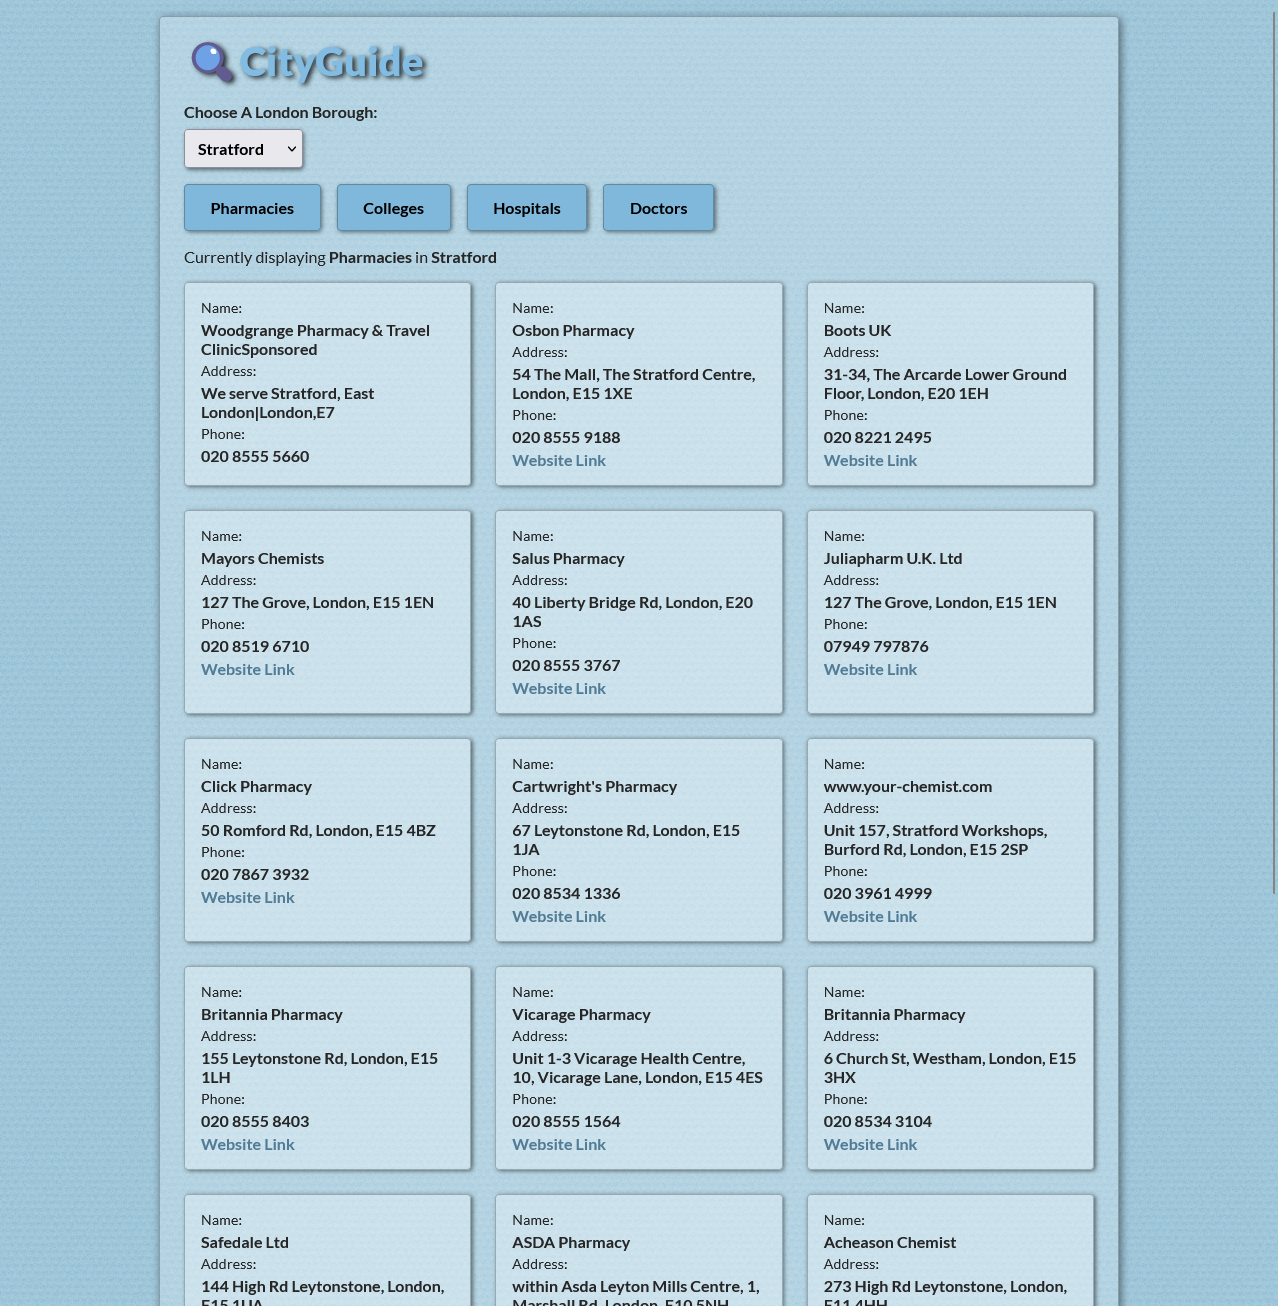 CityGuide
Choose A London Borough:
Stratford
Pharmacies
Colleges
Hospitals
Doctors
Currently displaying Pharmacies in Stratford
Name:
Woodgrange Pharmacy & Travel
ClinicSponsored
Address:
We serve Stratford, East
London|London,E7
Phone:
020 8555 5660
Name:
Osbon Pharmacy
Address:
54 The Mall, The Stratford Centre,
London, E15 1XE
Phone:
020 8555 9188
Website Link
Name:
Boots UK
Address:
31-34, The Arcarde Lower Ground
Floor, London, E20 1EH
Phone:
020 8221 2495
Website Link
Name:
Mayors Chemists
Address:
127 The Grove, London, E15 1EN
Phone:
020 8519 6710
Website Link
Name:
Salus Pharmacy
Address:
40 Liberty Bridge Rd, London, E20
1AS
Phone:
020 8555 3767
Website Link
Name:
Juliapharm U.K. Ltd
Address:
127 The Grove, London, E15 1EN
Phone:
07949 797876
Website Link
Name:
Click Pharmacy
Address:
50 Romford Rd, London, E15 4BZ
Phone:
020 7867 3932
Website Link
Name:
Cartwright's Pharmacy
Address:
67 Leytonstone Rd, London, E15
1JA
Phone:
020 8534 1336
Website Link
Name:
www.your-chemist.com
Address:
Unit 157, Stratford Workshops,
Burford Rd, London, E15 2SP
Phone:
020 3961 4999
Website Link
Name:
Britannia Pharmacy
Address:
155 Leytonstone Rd, London, E15
1LH
Phone:
020 8555 8403
Website Link
Name:
Vicarage Pharmacy
Address:
Unit 1-3 Vicarage Health Centre,
10, Vicarage Lane, London, E15 4ES
Phone:
020 8555 1564
Website Link
Name:
Britannia Pharmacy
Address:
6 Church St, Westham, London, E15
3HX
Phone:
020 8534 3104
Website Link
Name:
Safedale Ltd
Address:
144 High Rd Leytonstone, London,
E15 1UA
Name:
ASDA Pharmacy
Address:
within Asda Leyton Mills Centre, 1,
Marshall Rd, London, E10 5NH
Name:
Acheason Chemist
Address:
273 High Rd Leytonstone, London,
E11 4HH